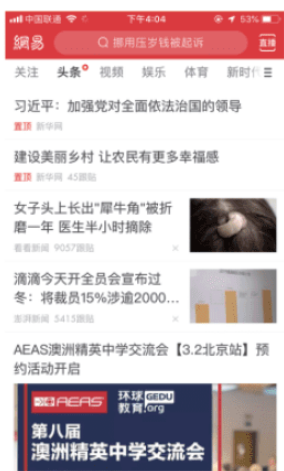 中国联通
下午4:04
53%
網易
挪用压岁钱被起诉
直播
关注 头条 视频 娱乐 体育 新时代
习近平：加强党对全面依法治国的领导
置顶 新华网
建设美丽乡村 让农民有更多幸福感
置顶 新华网 45跟贴
女子头上长出"犀牛角"被折
磨一年 医生半小时摘除
看看新闻 9057跟贴
滴滴今天开全员会宣布过
冬：将裁员15%涉逾2000...
澎湃新闻 5415跟贴
AEAS澳洲精英中学交流会【3.2北京站】预
约活动开启
AEAS 环球GEDU
教育.org
第八届
澳洲精英中学交流会